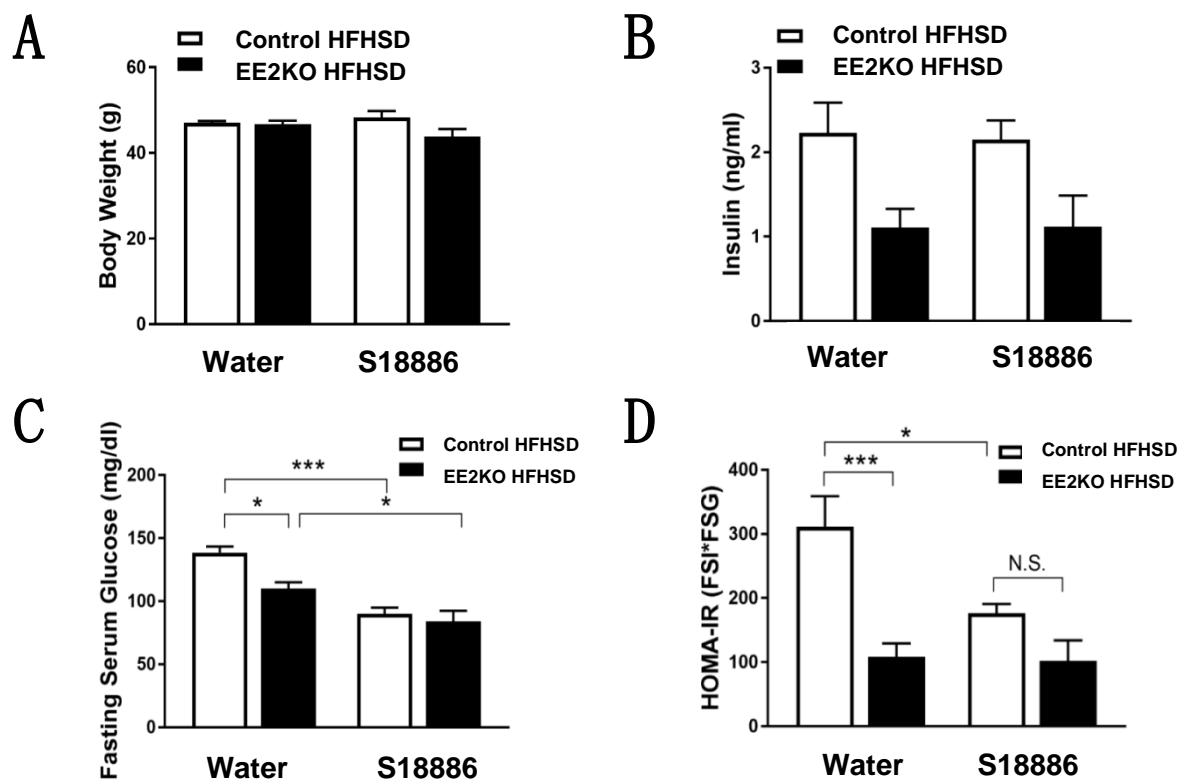 A
Control HFHSD
EE2KO HFHSD
Body Weight (g)
60
40
20
0
Water S18886
B
Control HFHSD
EE2KO HFHSD
Insulin (ng/ml)
3
2
1
0
Water S18886
C
Control HFHSD
EE2KO HFHSD
Fasting Serum Glucose (mg/dl)
200
150
100
50
0
***
* *
Water S18886
D
Control HFHSD
EE2KO HFHSD
HOMA-IR (FSI*FSG)
400
300
200
100
0
*
***
N.S.
Water S18886